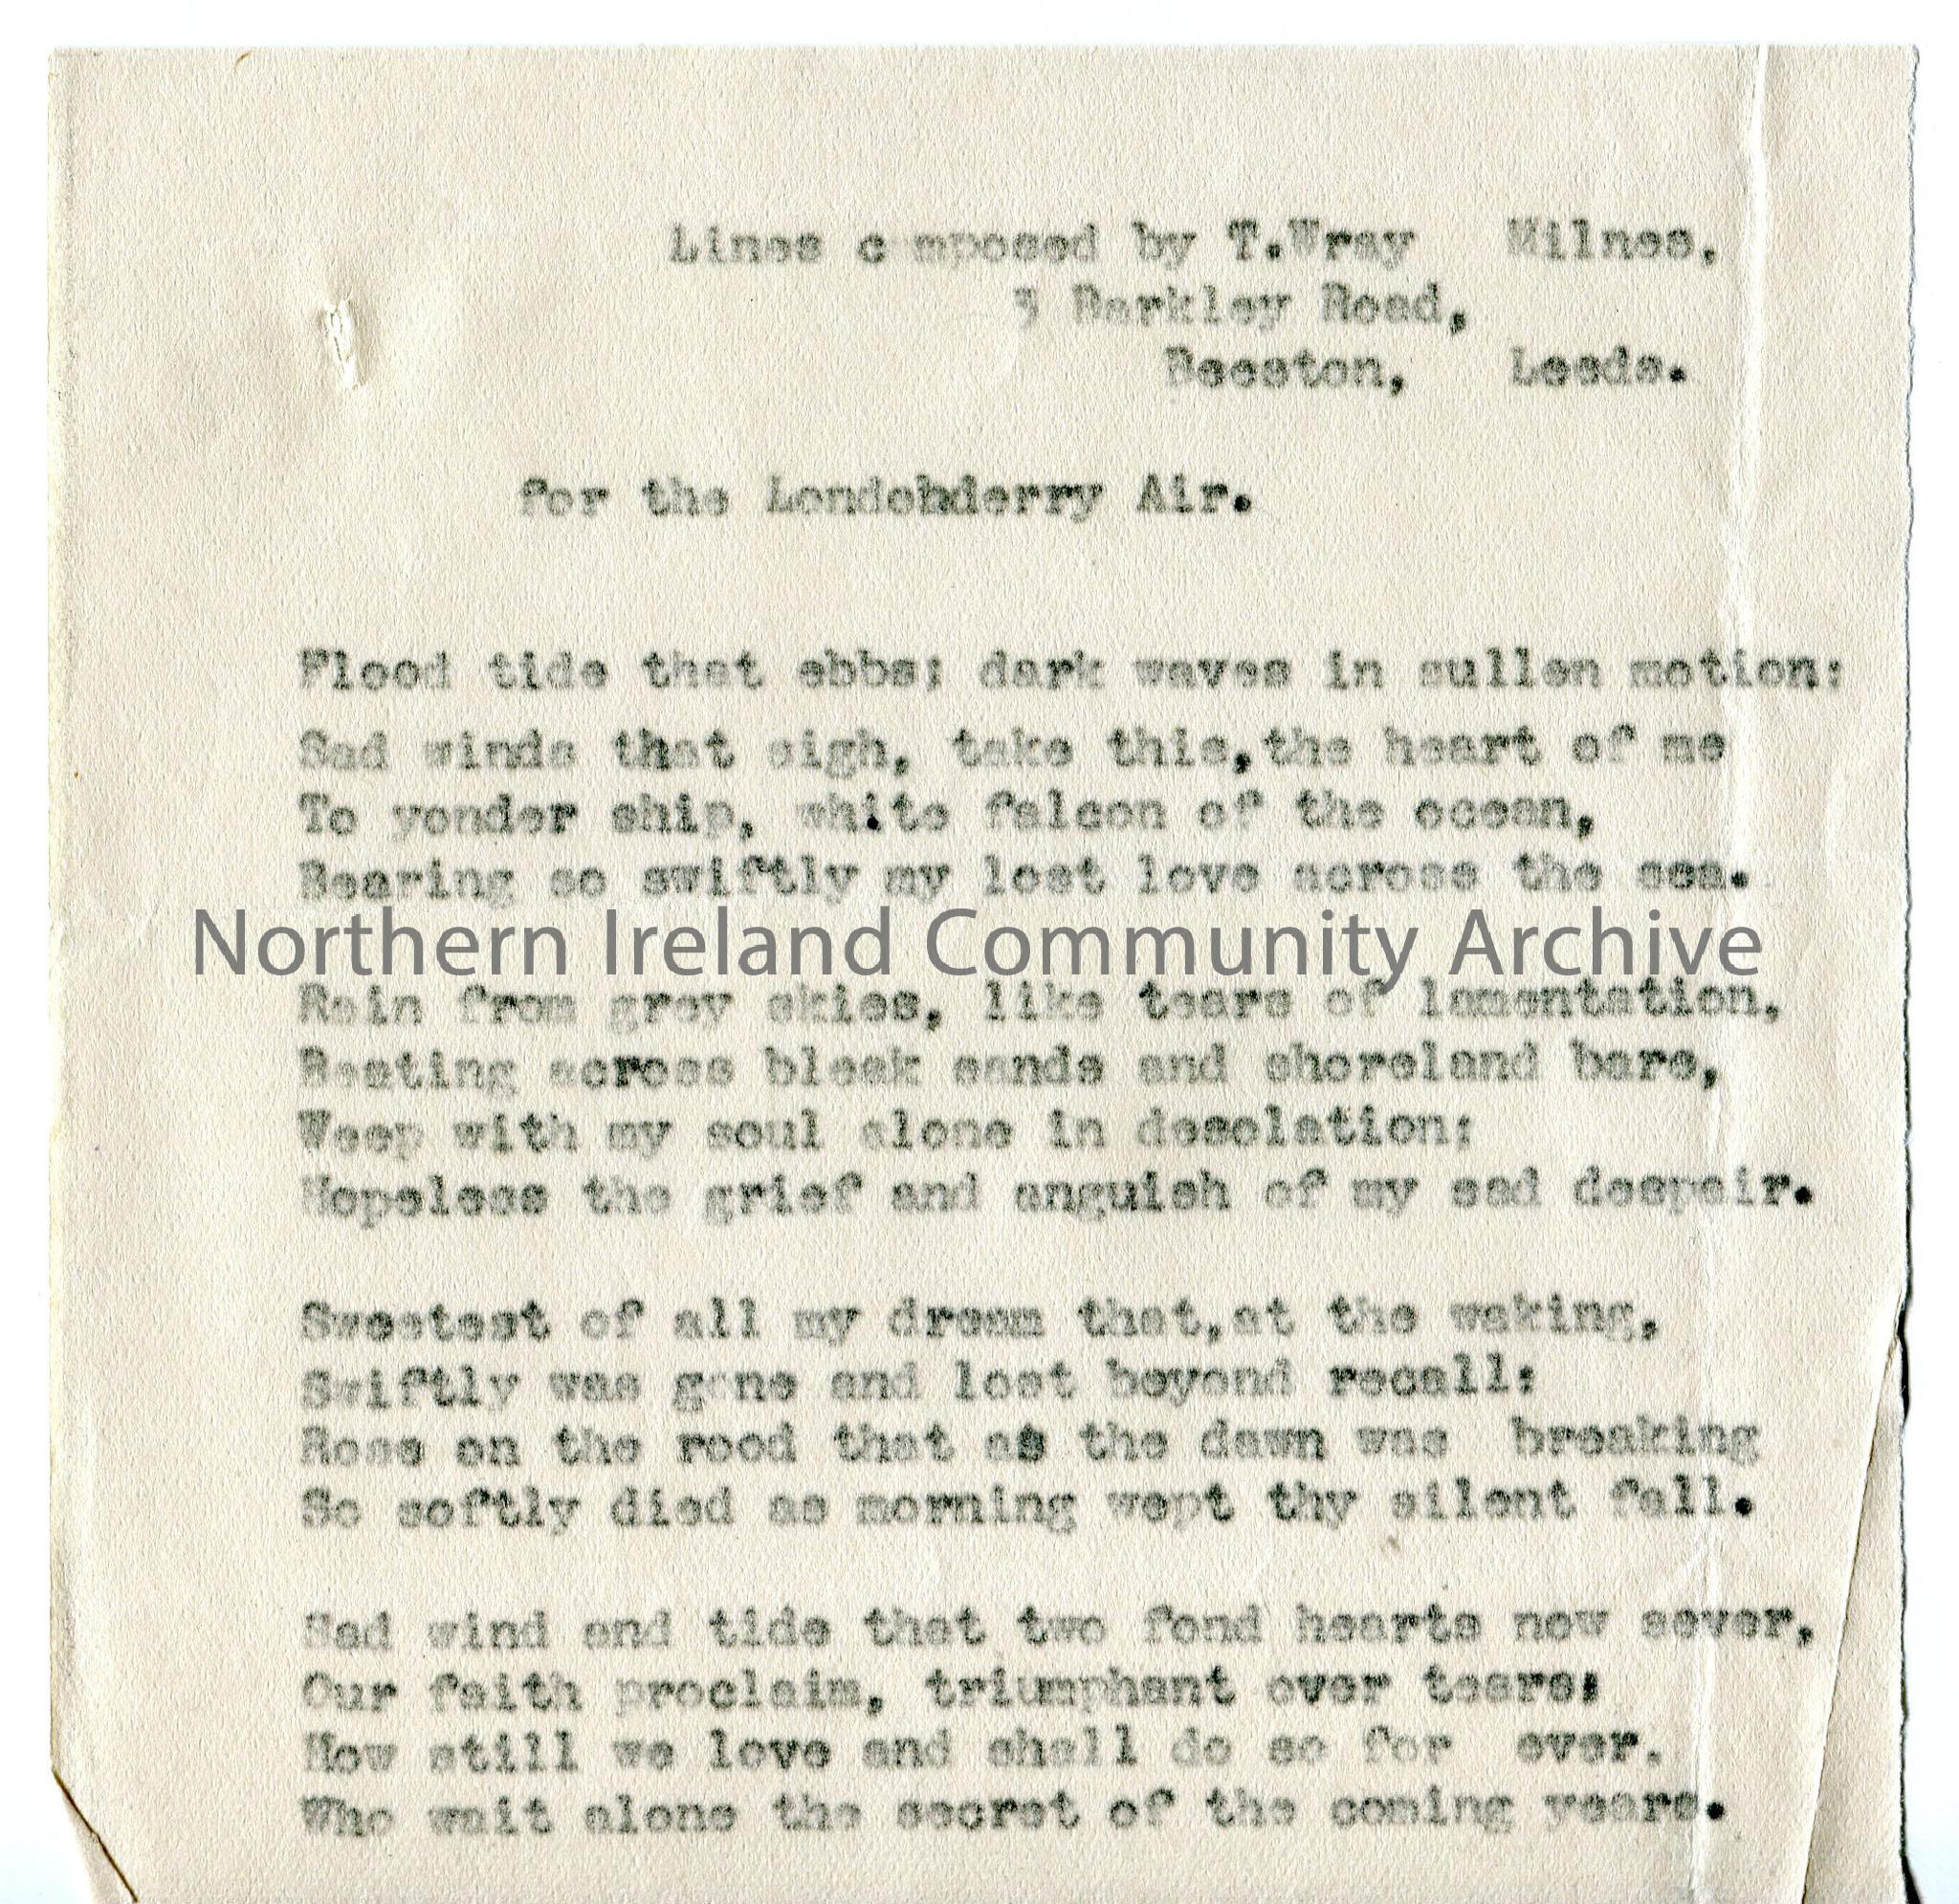 Lines composed by T.Wray Milnes,
5 Barkley Road,
Beeston, Leeds.
for the Londonderry Air.
Flood tide that ebbs; dark waves in sullen motion:
Sad winds that sigh, take this,the heart of me
To yonder ship, white falcon of the ocean,
Bearing so swiftly my lost love across the sea.
Northern Ireland Community Archive
Rain from grey skies, like tears of lamentation,
Beating across bleak sands and shoreland bare,
Weep with my soul alone in desolation;
Hopeless the grief and anguish of my sad despair.
Sweetest of all my dream that,at the waking,
Swiftly was gone and lost beyond recall:
Rose on the rood that as the dawn was breaking
So softly died as morning wept thy silent fall.
Sad wind and tide that two fond hearts now sever,
Our faith proclaim, triumphant over tears:
How still we love and shall do so for ever.
Who wait alone the secret of the coming years.